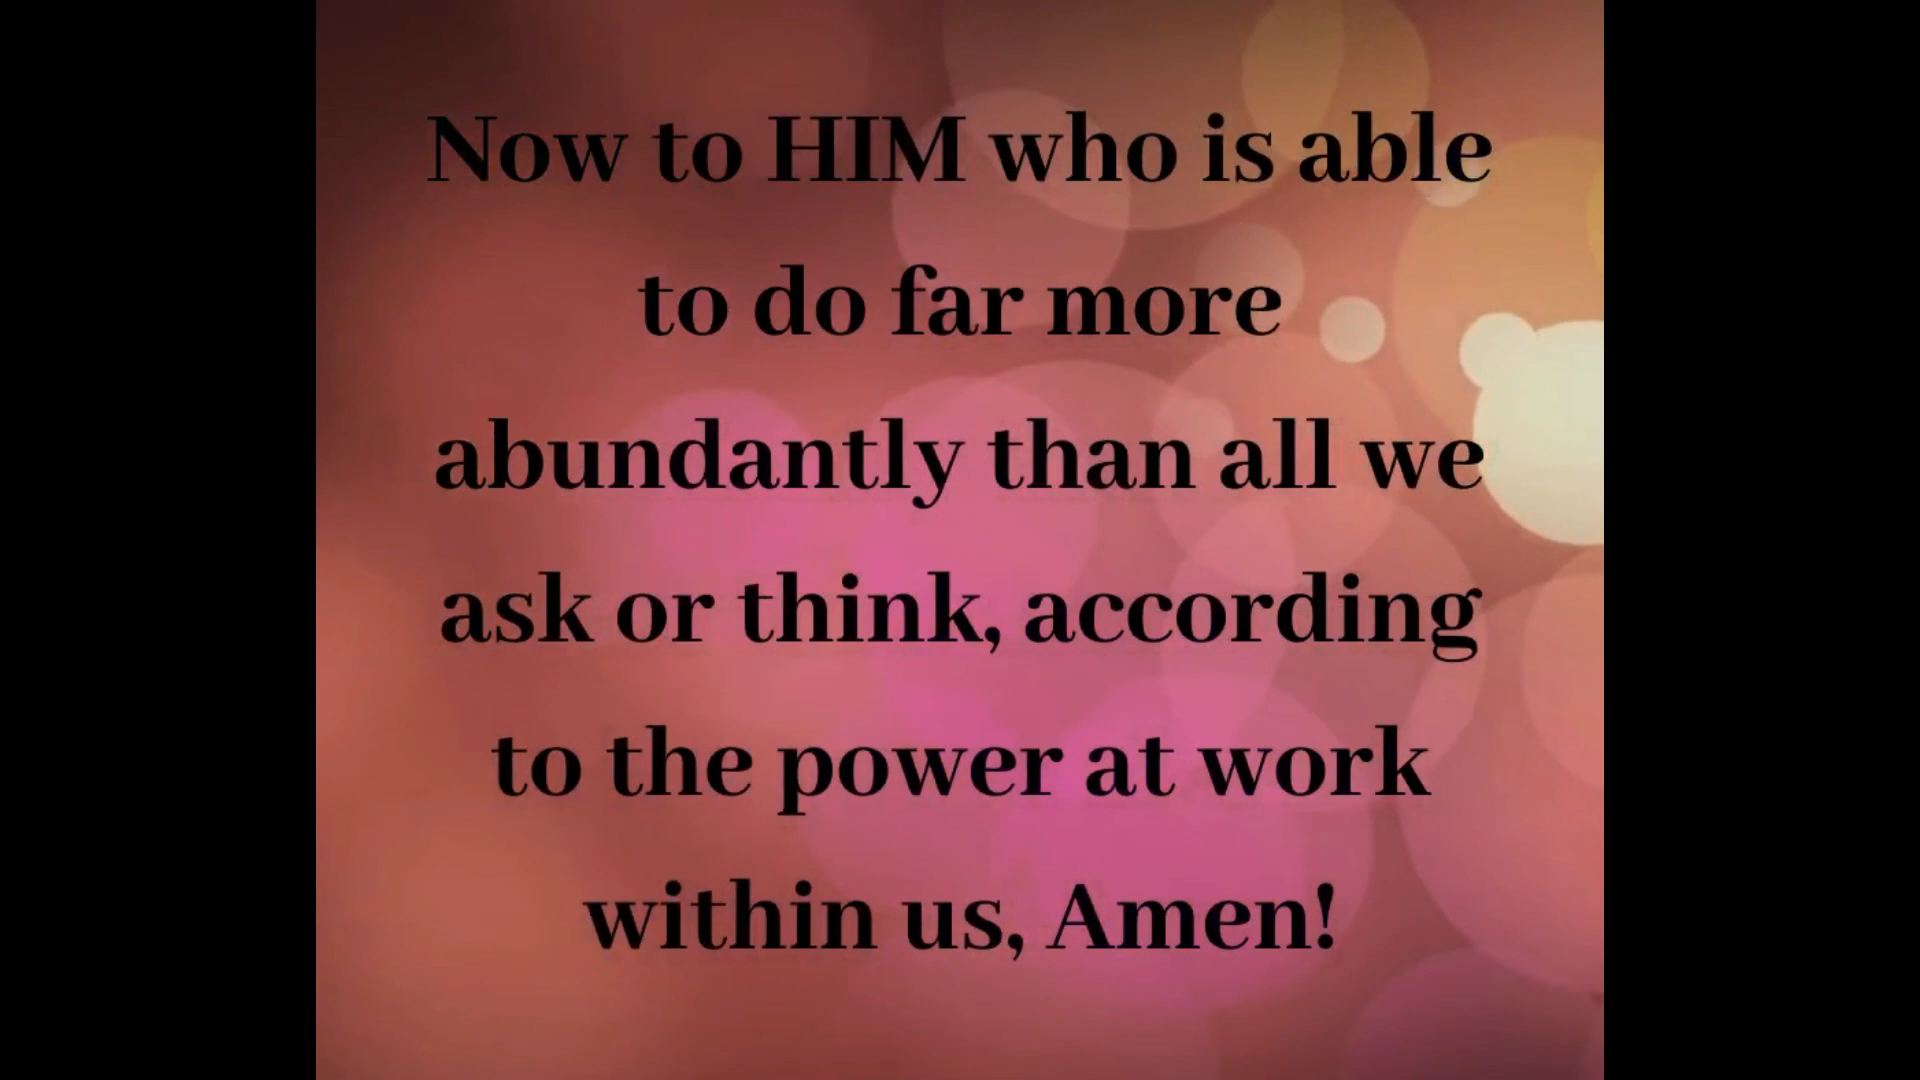 Now to HIM who is able
to do far more
abundantly than all we
ask or think, according
to the power at work
within us, Amen!